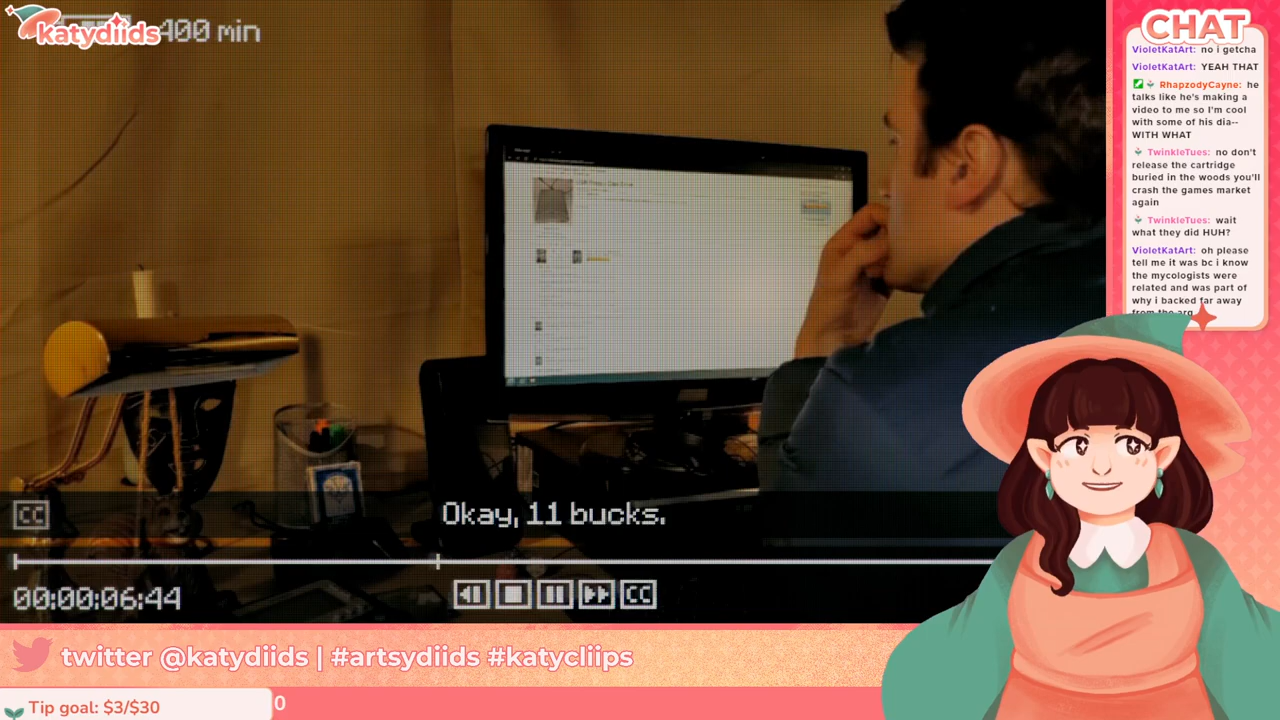 katydiids
400 min
CHAT
VioletKatArt: no i getcha
VioletKatArt: YEAH THAT
RhapzodyCayne: he
talks like he's making a
video to me so I'm cool
with some of his dia--
WITH WHAT
TwinkleTues: no don't
release the cartridge
buried in the woods you'll
crash the games market
again
TwinkleTues: wait
what they did HUH?
VioletKatArt: oh please
tell me it was bc i know
the mycologists were
related and was part of
why i backed far away
from the arg
CC
Okay, 11 bucks.
00:00:06:44
CC
twitter @katydiids | #artsydiids #katycliips
Tip goal: $3/$30
0